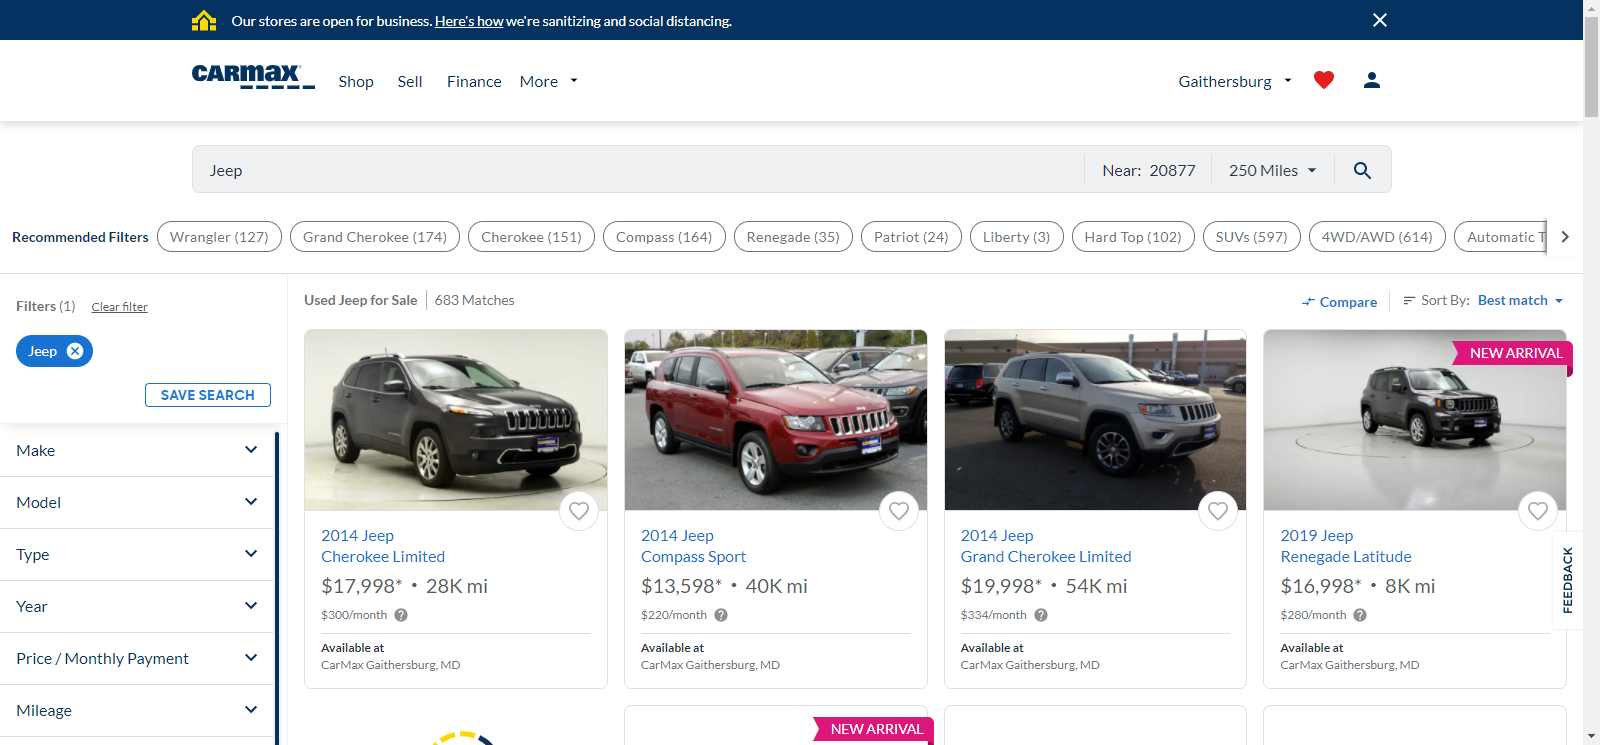 Our stores are open for business. Here's how we're sanitizing and social distancing.
CARMAX
Shop Sell Finance More
Gaithersburg
Jeep
Near: 20877 250 Miles
Recommended Filters Wrangler (127) Grand Cherokee (174) Cherokee (151) Compass (164) Renegade (35) Patriot (24) Liberty (3) Hard Top (102) SUVs (597) 4WD/AWD (614) Automatic T
Filters (1) Clear filter
Jeep
SAVE SEARCH
Make
Model
Type
Year
Price / Monthly Payment
Mileage
Used Jeep for Sale 683 Matches
Compare Sort By: Best match
2014 Jeep
Cherokee Limited
$17,998* • 28K mi
$300/month
Available at
CarMax Gaithersburg, MD
2014 Jeep
Compass Sport
$13,598* • 40K mi
$220/month
Available at
CarMax Gaithersburg, MD
2014 Jeep
Grand Cherokee Limited
$19,998* • 54K mi
$334/month
Available at
CarMax Gaithersburg, MD
NEW ARRIVAL
2019 Jeep
Renegade Latitude
$16,998* • 8K mi
$280/month
Available at
CarMax Gaithersburg, MD
FEEDBACK
NEW ARRIVAL